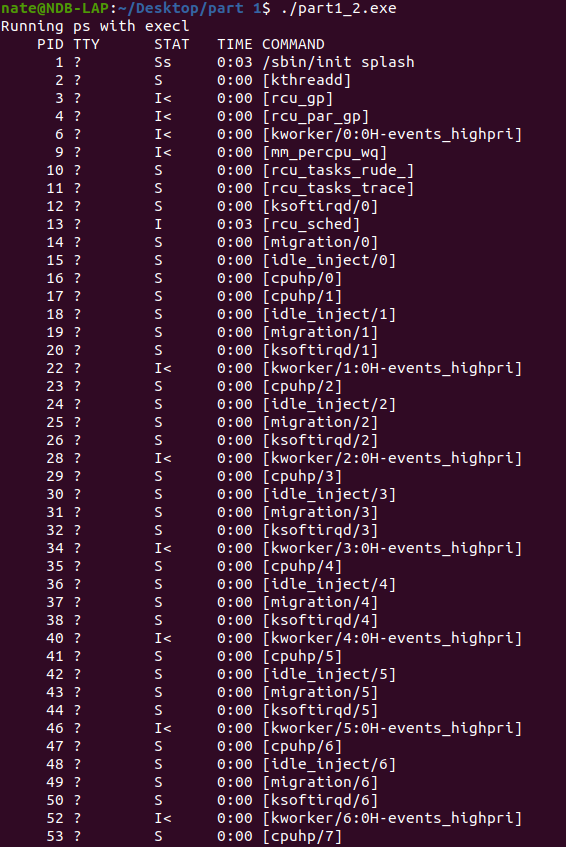 nate@NDB-LAP:~/Desktop/part 1$ ./part1_2.exe
Running ps with execl
PID TTY STAT TIME COMMAND
1 ? Ss 0:03 /sbin/init splash
2 ? S 0:00 [kthreadd]
3 ? I< 0:00 [rcu_gp]
4 ? I< 0:00 [rcu_par_gp]
6 ? I< 0:00 [kworker/0:0H-events_highpri]
9 ? I< 0:00 [mm_percpu_wq]
10 ? S 0:00 [rcu_tasks_rude_]
11 ? S 0:00 [rcu_tasks_trace]
12 ? S 0:00 [ksoftirqd/0]
13 ? I 0:03 [rcu_sched]
14 ? S 0:00 [migration/0]
15 ? S 0:00 [idle_inject/0]
16 ? S 0:00 [cpuhp/0]
17 ? S 0:00 [cpuhp/1]
18 ? S 0:00 [idle_inject/1]
19 ? S 0:00 [migration/1]
20 ? S 0:00 [ksoftirqd/1]
22 ? I< 0:00 [kworker/1:0H-events_highpri]
23 ? S 0:00 [cpuhp/2]
24 ? S 0:00 [idle_inject/2]
25 ? S 0:00 [migration/2]
26 ? S 0:00 [ksoftirqd/2]
28 ? I< 0:00 [kworker/2:0H-events_highpri]
29 ? S 0:00 [cpuhp/3]
30 ? S 0:00 [idle_inject/3]
31 ? S 0:00 [migration/3]
32 ? S 0:00 [ksoftirqd/3]
34 ? I< 0:00 [kworker/3:0H-events_highpri]
35 ? S 0:00 [cpuhp/4]
36 ? S 0:00 [idle_inject/4]
37 ? S 0:00 [migration/4]
38 ? S 0:00 [ksoftirqd/4]
40 ? I< 0:00 [kworker/4:0H-events_highpri]
41 ? S 0:00 [cpuhp/5]
42 ? S 0:00 [idle_inject/5]
43 ? S 0:00 [migration/5]
44 ? S 0:00 [ksoftirqd/5]
46 ? I< 0:00 [kworker/5:0H-events_highpri]
47 ? S 0:00 [cpuhp/6]
48 ? S 0:00 [idle_inject/6]
49 ? S 0:00 [migration/6]
50 ? S 0:00 [ksoftirqd/6]
52 ? I< 0:00 [kworker/6:0H-events_highpri]
53 ? S 0:00 [cpuhp/7]